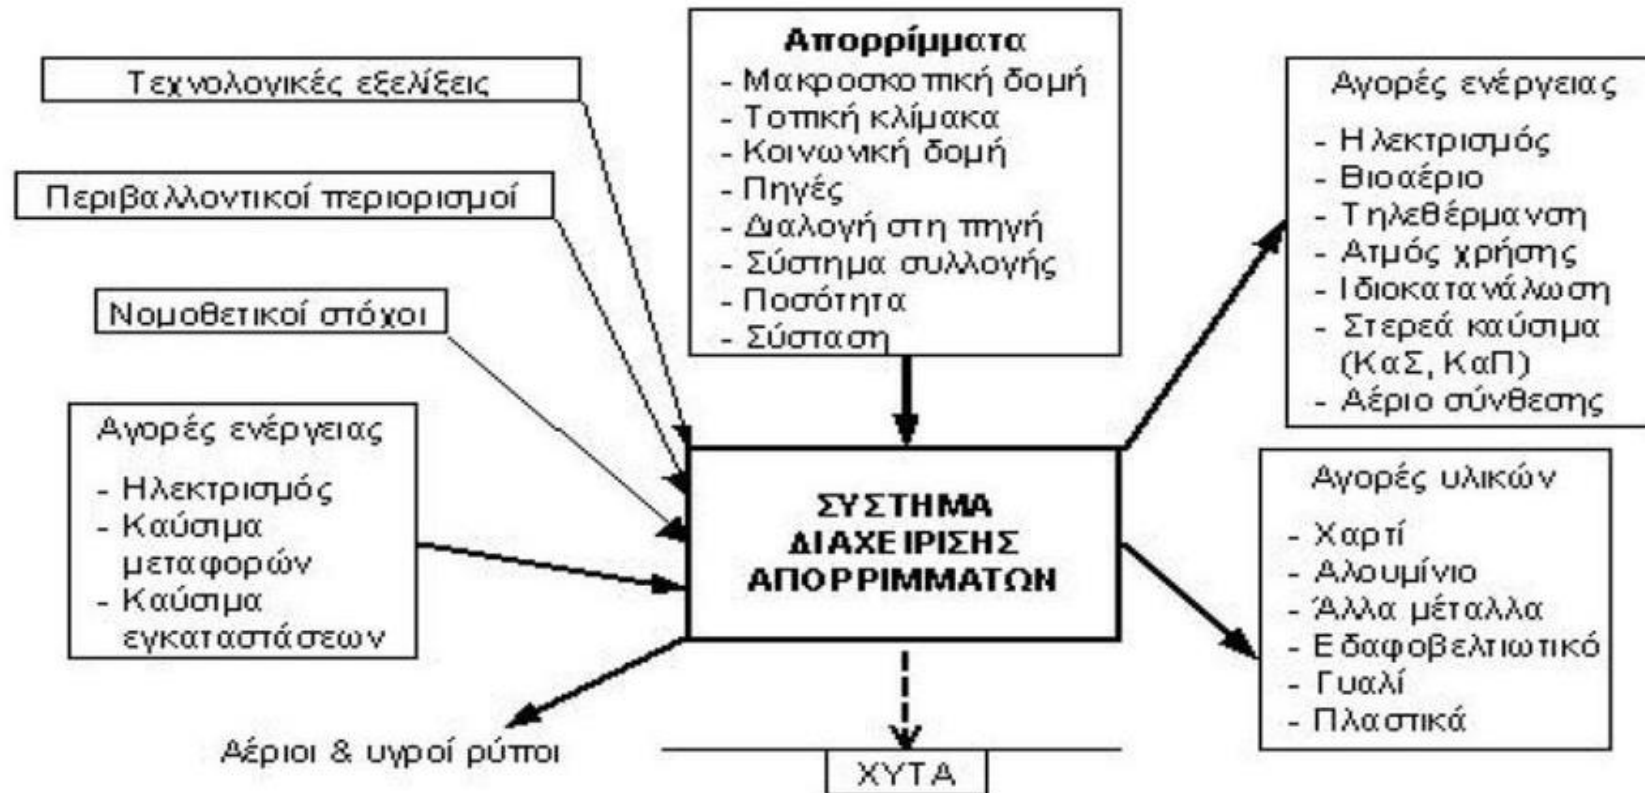 Απορρίμματα
- Μακροσκοπική δομή
- Τοπική κλίμακα
- Κοινωνική δομή
- Πηγές
- Διαλογή στη πηγή
- Σύστημα συλλογής
- Ποσότητα
- Σύσταση
Τεχνολογικές εξελίξεις
Περιβαλλοντικοί περιορισμοί
Νομοθετικοί στόχοι
Αγορές ενέργειας
- Ηλεκτρισμός
- Καύσιμα
μεταφορών
- Καύσιμα
εγκαταστάσεων
ΣΥΣΤΗΜΑ
ΔΙΑΧΕΙΡΙΣΗΣ
ΑΠΟΡΡΙΜΜΑΤΩΝ
Αγορές ενέργειας
- Ηλεκτρισμός
- Βιοαέριο
- Τηλεθέρμανση
- Ατμός χρήσης
- Ιδιοκατανάλωση
- Στερεά καύσιμα
(ΚαΣ, ΚαΠ)
- Αέριο σύνθεσης
Αγορές υλικών
- Χαρτί
- Αλουμίνιο
- Άλλα μέταλλα
- Εδαφοβελτιωτικό
- Γυαλί
- Πλαστικά
Αέριοι & υγροί ρύποι
ΧΥΤΑ